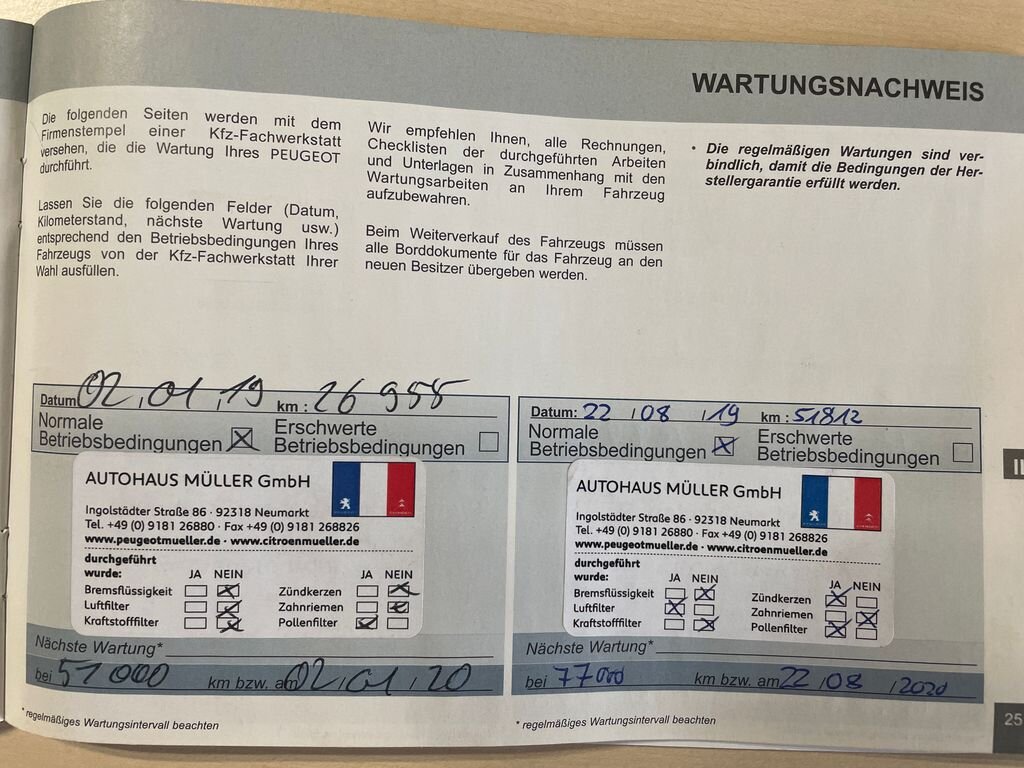 WARTUNGSNACHWEIS
Die folgenden Seiten werden mit dem
Firmenstempel einer Kfz-Fachwerkstatt
versehen, die die Wartung Ihres PEUGEOT
durchführt.
Lassen Sie die folgenden Felder (Datum,
Kilometerstand, nächste Wartung usw.)
entsprechend den Betriebsbedingungen Ihres
Fahrzeugs von der Kfz-Fachwerkstatt Ihrer
Wahl ausfüllen.
Wir empfehlen Ihnen, alle Rechnungen,
Checklisten der durchgeführten Arbeiten
und Unterlagen in Zusammenhang mit den
Wartungsarbeiten an Ihrem Fahrzeug
aufzubewahren.
Beim Weiterverkauf des Fahrzeugs müssen
alle Borddokumente für das Fahrzeug an den
neuen Besitzer übergeben werden.
• Die regelmäßigen Wartungen sind ver-
bindlich, damit die Bedingungen der Her-
stellergarantie erfüllt werden.
Datum: 02 / 01 / 19 km : 26 955
Normale
Betriebsbedingungen
Erschwerte
Betriebsbedingungen
AUTOHAUS MÜLLER GmbH
Ingolstädter Straße 86 · 92318 Neumarkt
Tel. +49 (0) 9181 26880 · Fax +49 (0) 9181 268826
www.peugeotmueller.de · www.citroenmueller.de
durchgeführt
wurde: JA NEIN JA NEIN
Bremsflüssigkeit Zündkerzen
Luftfilter Zahnriemen
Kraftstofffilter Pollenfilter
Nächste Wartung*
bei 51 000 km bzw. am 02 / 01 / 20
* regelmäßiges Wartungsintervall beachten
Datum: 22 / 08 / 19 km : 51812
Normale
Betriebsbedingungen
Erschwerte
Betriebsbedingungen
AUTOHAUS MÜLLER GmbH
Ingolstädter Straße 86 · 92318 Neumarkt
Tel. +49 (0) 9181 26880 · Fax +49 (0) 9181 268826
www.peugeotmueller.de · www.citroenmueller.de
durchgeführt
wurde: JA NEIN JA NEIN
Bremsflüssigkeit Zündkerzen
Luftfilter Zahnriemen
Kraftstofffilter Pollenfilter
Nächste Wartung*
bei 77000 km bzw. am 22 / 08 / 2020
* regelmäßiges Wartungsintervall beachten
25